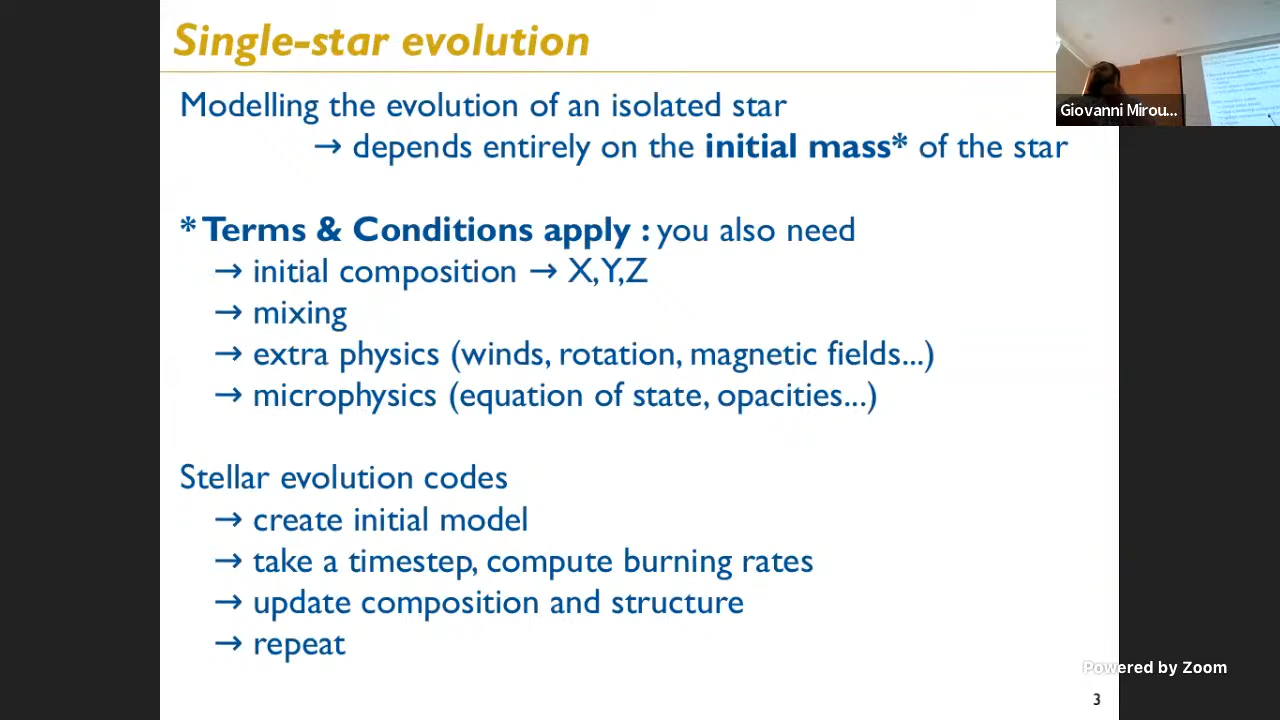 Single-star evolution
Modelling the evolution of an isolated star
→ depends entirely on the initial mass* of the star
* Terms & Conditions apply : you also need
→ initial composition → X,Y,Z
→ mixing
→ extra physics (winds, rotation, magnetic fields...)
→ microphysics (equation of state, opacities...)
Stellar evolution codes
→ create initial model
→ take a timestep, compute burning rates
→ update composition and structure
→ repeat
Giovanni Mirou...
Powered by Zoom
3